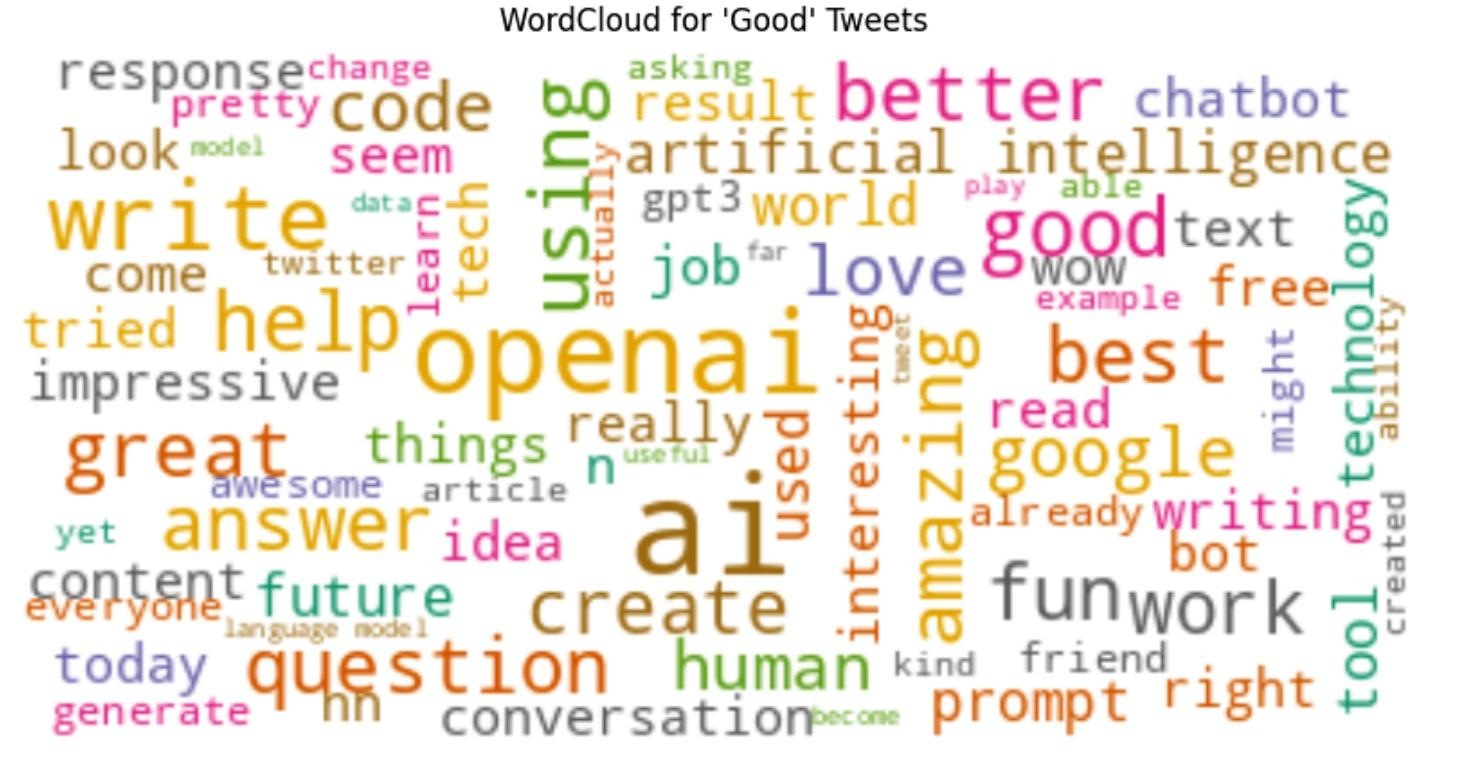 WordCloud for 'Good' Tweets
response change asking better chatbot
pretty code using result
look model seem actually artificial intelligence
write data learn tech gpt3 world play able technology
come twitter job far love good text
wow
example free
tried help openai interesting tweet amazing best might ability
impressive
great things really used read google
awesome article n useful
yet answer idea ai already writing created
bot
content future create fun work tool
everyone
language model
today question human kind friend
generate nn conversation become prompt right